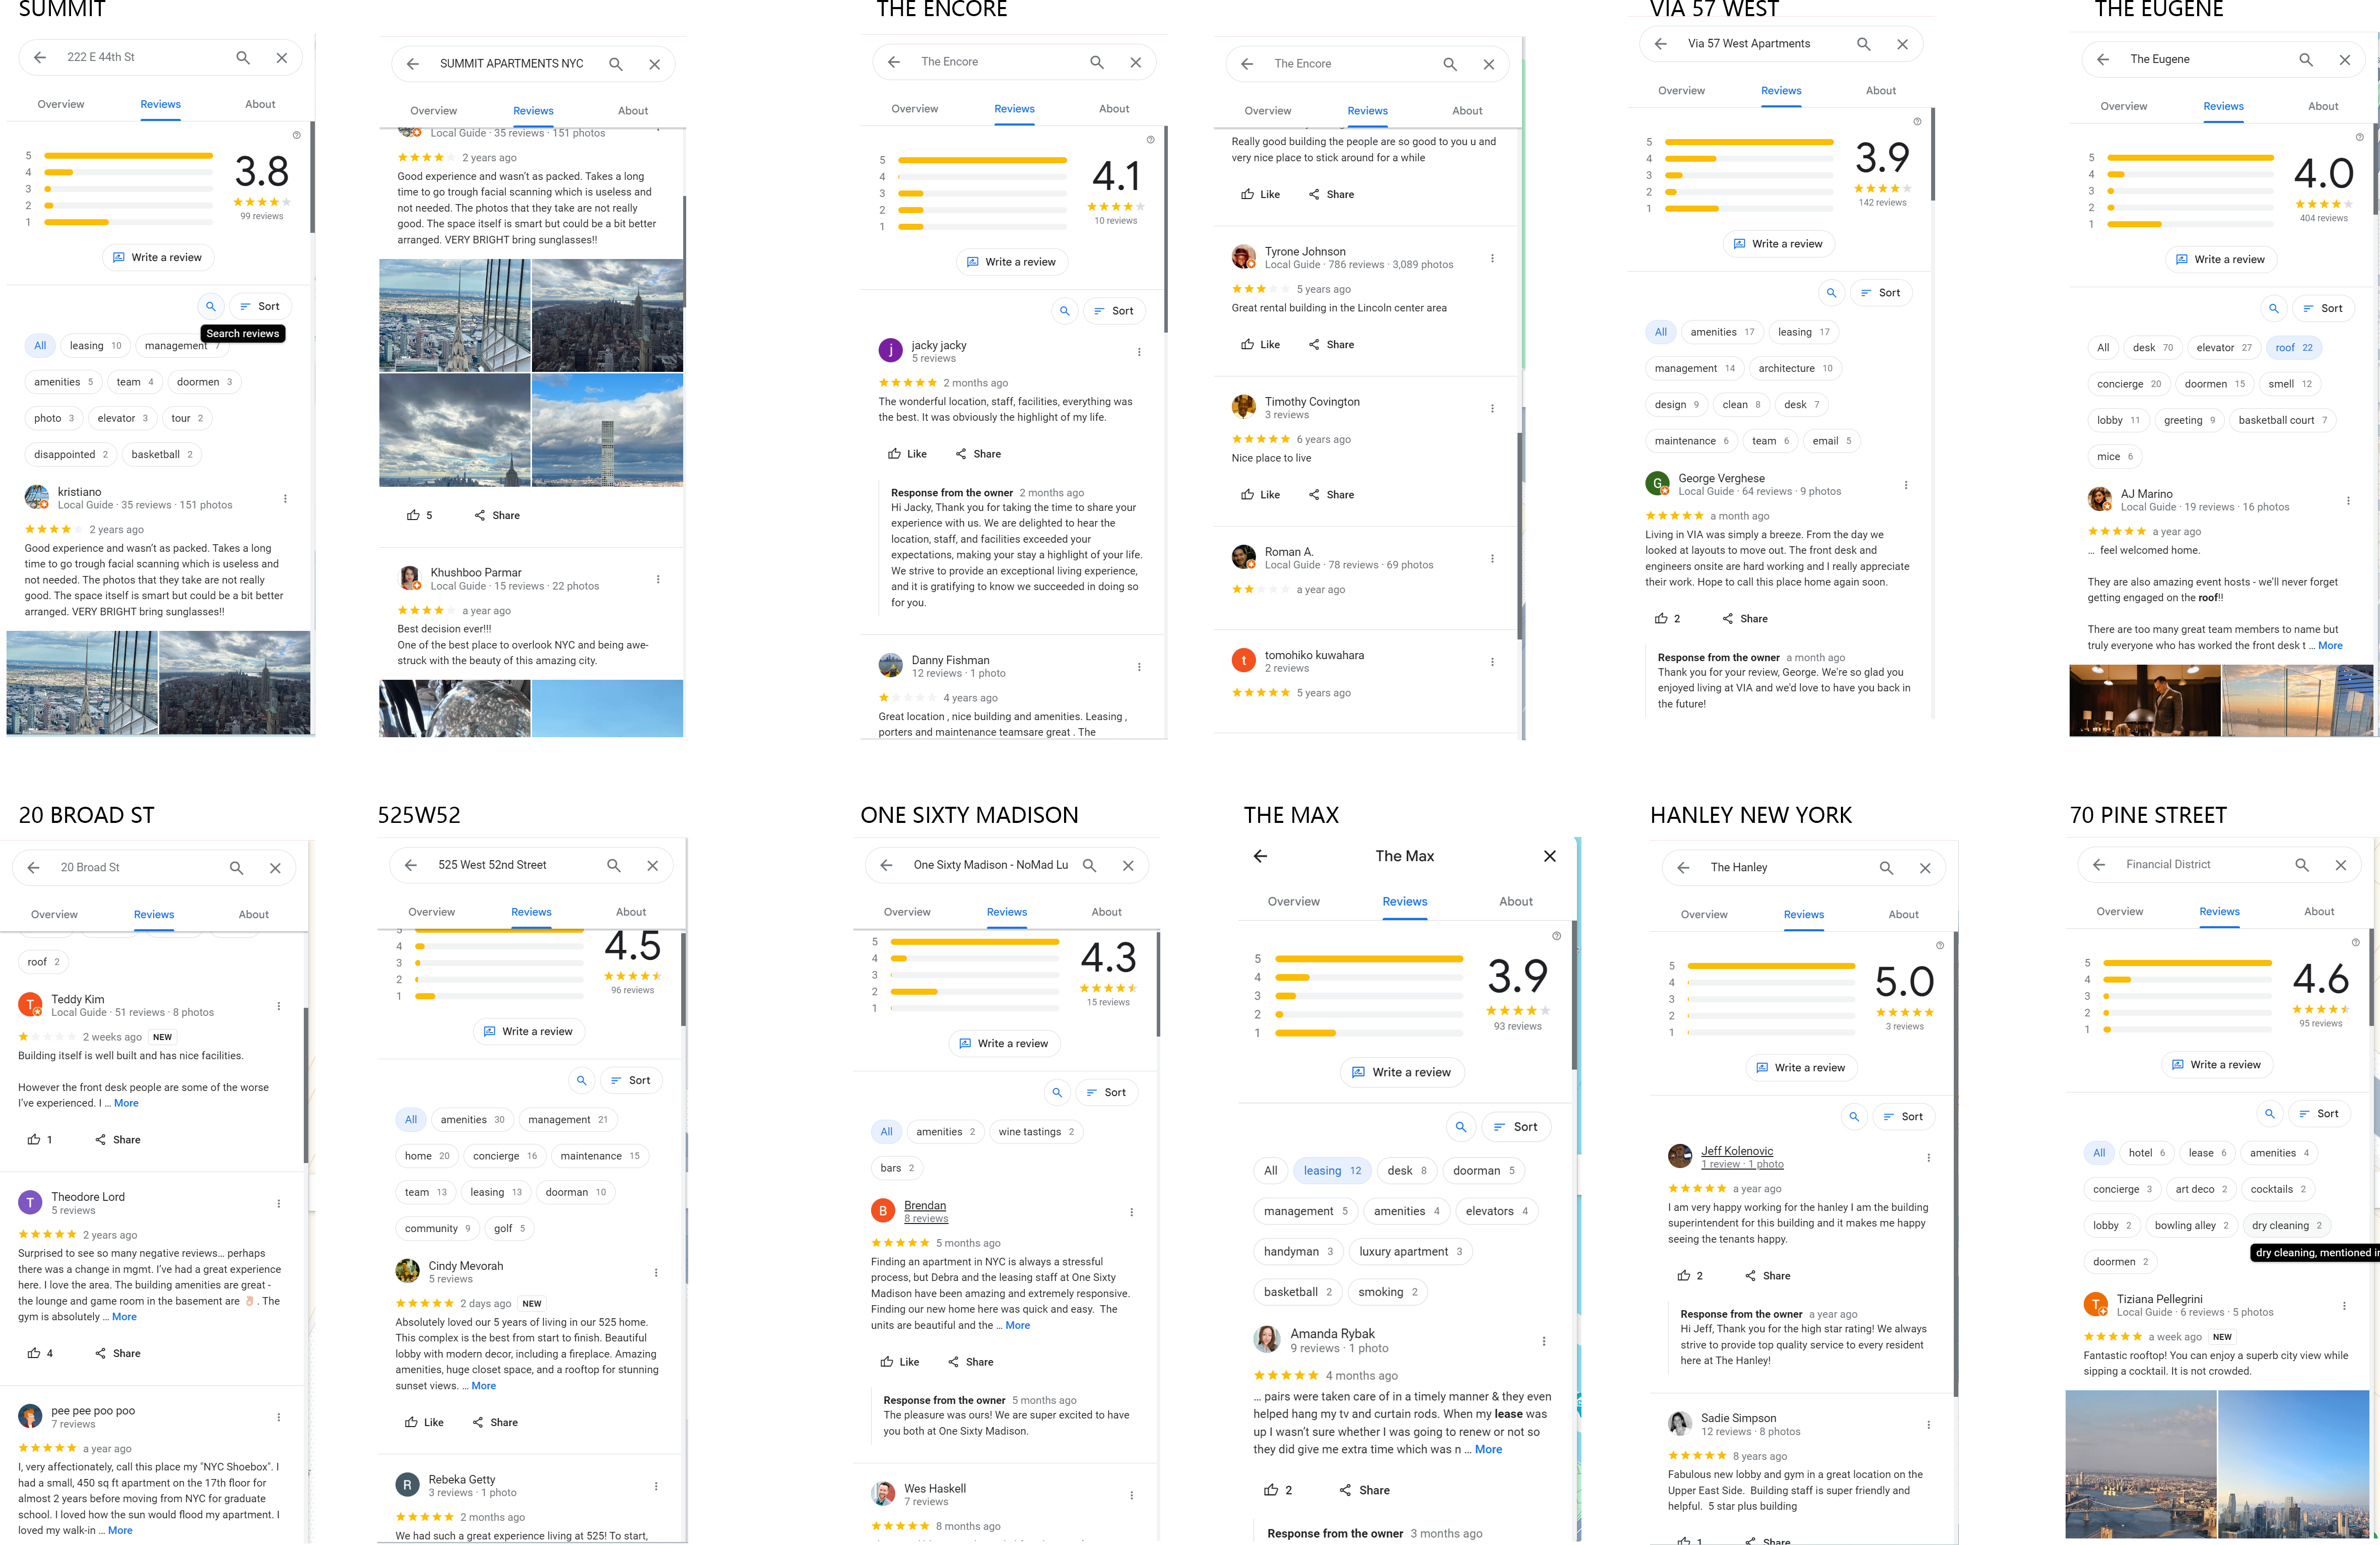 SUMMIT
222 E 44th St
Overview Reviews About
5
4
3
2
1
3.8
99 reviews
Write a review
Sort
Search reviews
All leasing 10 management 7
amenities 5 team 4 doormen 3
photo 3 elevator 3 tour 2
disappointed 2 basketball 2
kristiano
Local Guide · 35 reviews · 151 photos
2 years ago
Good experience and wasn't as packed. Takes a long
time to go trough facial scanning which is useless and
not needed. The photos that they take are not really
good. The space itself is smart but could be a bit better
arranged. VERY BRIGHT bring sunglasses!!
SUMMIT APARTMENTS NYC
Overview Reviews About
Local Guide · 35 reviews · 151 photos
2 years ago
Good experience and wasn't as packed. Takes a long
time to go trough facial scanning which is useless and
not needed. The photos that they take are not really
good. The space itself is smart but could be a bit better
arranged. VERY BRIGHT bring sunglasses!!
5 Share
Khushboo Parmar
Local Guide · 15 reviews · 22 photos
a year ago
Best decision ever!!!
One of the best place to overlook NYC and being awe-
struck with the beauty of this amazing city.
THE ENCORE
The Encore
Overview Reviews About
5
4
3
2
1
4.1
10 reviews
Write a review
Sort
j
jacky jacky
5 reviews
2 months ago
The wonderful location, staff, facilities, everything was
the best. It was obviously the highlight of my life.
Like Share
Response from the owner 2 months ago
Hi Jacky, Thank you for taking the time to share your
experience with us. We are delighted to hear the
location, staff, and facilities exceeded your
expectations, making your stay a highlight of your life.
We strive to provide an exceptional living experience,
and it is gratifying to know we succeeded in doing so
for you.
Danny Fishman
12 reviews · 1 photo
4 years ago
Great location , nice building and amenities. Leasing ,
porters and maintenance teamsare great . The
The Encore
Overview Reviews About
Really good building the people are so good to you u and
very nice place to stick around for a while
Like Share
Tyrone Johnson
Local Guide · 786 reviews · 3,089 photos
5 years ago
Great rental building in the Lincoln center area
Like Share
Timothy Covington
3 reviews
6 years ago
Nice place to live
Like Share
Roman A.
Local Guide · 78 reviews · 69 photos
a year ago
t
tomohiko kuwahara
2 reviews
5 years ago
VIA 57 WEST
Via 57 West Apartments
Overview Reviews About
5
4
3
2
1
3.9
142 reviews
Write a review
Sort
All amenities 17 leasing 17
management 14 architecture 10
design 9 clean 8 desk 7
maintenance 6 team 6 email 5
G
George Verghese
Local Guide · 64 reviews · 9 photos
a month ago
Living in VIA was simply a breeze. From the day we
looked at layouts to move out. The front desk and
engineers onsite are hard working and I really appreciate
their work. Hope to call this place home again soon.
2 Share
Response from the owner a month ago
Thank you for your review, George. We're so glad you
enjoyed living at VIA and we'd love to have you back in
the future!
THE EUGENE
The Eugene
Overview Reviews About
5
4
3
2
1
4.0
404 reviews
Write a review
Sort
All desk 70 elevator 27 roof 22
concierge 20 doormen 15 smell 12
lobby 11 greeting 9 basketball court 7
mice 6
AJ Marino
Local Guide · 19 reviews · 16 photos
a year ago
... feel welcomed home.
They are also amazing event hosts - we'll never forget
getting engaged on the roof!!
There are too many great team members to name but
truly everyone who has worked the front desk t ... More
20 BROAD ST
20 Broad St
Overview Reviews About
roof 2
T
Teddy Kim
Local Guide · 51 reviews · 8 photos
2 weeks ago NEW
Building itself is well built and has nice facilities.
However the front desk people are some of the worse
I've experienced. I ... More
1 Share
T
Theodore Lord
5 reviews
2 years ago
Surprised to see so many negative reviews... perhaps
there was a change in mgmt. I've had a great experience
here. I love the area. The building amenities are great -
the lounge and game room in the basement are 👌🏻. The
gym is absolutely ... More
4 Share
pee pee poo poo
7 reviews
a year ago
I, very affectionately, call this place my "NYC Shoebox". I
had a small, 450 sq ft apartment on the 17th floor for
almost 2 years before moving from NYC for graduate
school. I loved how the sun would flood my apartment. I
loved my walk-in ... More
525W52
525 West 52nd Street
Overview Reviews About
5
4
3
2
1
4.5
96 reviews
Write a review
Sort
All amenities 30 management 21
home 20 concierge 16 maintenance 15
team 13 leasing 13 doorman 10
community 9 golf 5
Cindy Mevorah
5 reviews
2 days ago NEW
Absolutely loved our 5 years of living in our 525 home.
This complex is the best from start to finish. Beautiful
lobby with modern decor, including a fireplace. Amazing
amenities, huge closet space, and a rooftop for stunning
sunset views. ... More
Like Share
R
Rebeka Getty
3 reviews · 1 photo
2 months ago
We had such a great experience living at 525! To start,
ONE SIXTY MADISON
One Sixty Madison - NoMad Lu
Overview Reviews About
5
4
3
2
1
4.3
15 reviews
Write a review
Sort
All amenities 2 wine tastings 2
bars 2
B
Brendan
8 reviews
5 months ago
Finding an apartment in NYC is always a stressful
process, but Debra and the leasing staff at One Sixty
Madison have been amazing and extremely responsive.
Finding our new home here was quick and easy. The
units are beautiful and the ... More
Like Share
Response from the owner 5 months ago
The pleasure was ours! We are super excited to have
you both at One Sixty Madison.
Wes Haskell
7 reviews
8 months ago
THE MAX
The Max
Overview Reviews About
5
4
3
2
1
3.9
93 reviews
Write a review
Sort
All leasing 12 desk 8 doorman 5
management 5 amenities 4 elevators 4
handyman 3 luxury apartment 3
basketball 2 smoking 2
Amanda Rybak
9 reviews · 1 photo
4 months ago
... pairs were taken care of in a timely manner & they even
helped hang my tv and curtain rods. When my lease was
up I wasn't sure whether I was going to renew or not so
they did give me extra time which was n ... More
2 Share
Response from the owner 3 months ago
HANLEY NEW YORK
The Hanley
Overview Reviews About
5
4
3
2
1
5.0
3 reviews
Write a review
Sort
Jeff Kolenovic
1 review · 1 photo
a year ago
I am very happy working for the hanley I am the building
superintendent for this building and it makes me happy
seeing the tenants happy.
2 Share
Response from the owner a year ago
Hi Jeff, Thank you for the high star rating! We always
strive to provide top quality service to every resident
here at The Hanley!
Sadie Simpson
12 reviews · 8 photos
8 years ago
Fabulous new lobby and gym in a great location on the
Upper East Side. Building staff is super friendly and
helpful. 5 star plus building
1 Share
70 PINE STREET
Financial District
Overview Reviews About
5
4
3
2
1
4.6
95 reviews
Write a review
Sort
All hotel 6 lease 6 amenities 4
concierge 3 art deco 2 cocktails 2
lobby 2 bowling alley 2 dry cleaning 2
dry cleaning, mentioned in
doormen 2
T
Tiziana Pellegrini
Local Guide · 6 reviews · 5 photos
a week ago NEW
Fantastic rooftop! You can enjoy a superb city view while
sipping a cocktail. It is not crowded.